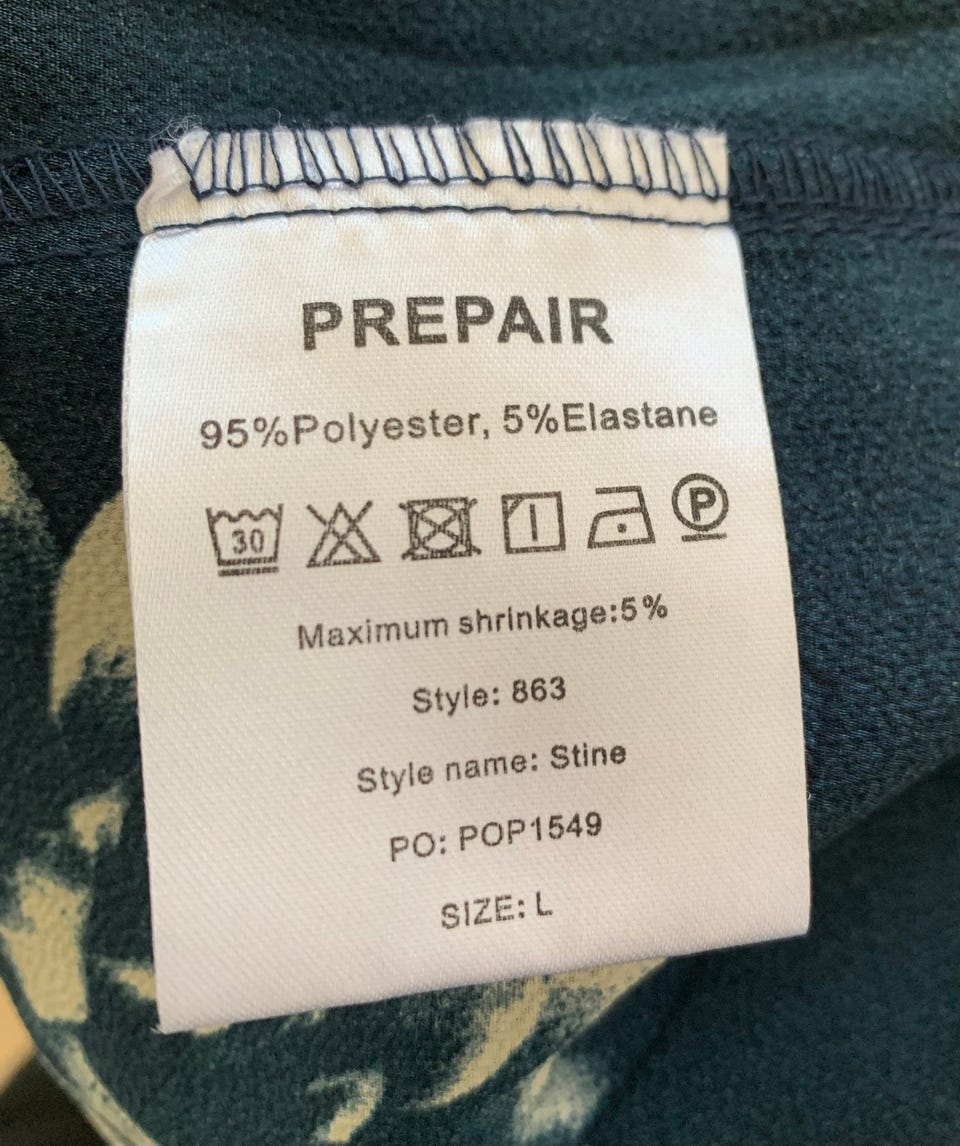 PREPAIR
95%Polyester, 5%Elastane
30 P
Maximum shrinkage:5%
Style: 863
Style name: Stine
PO: POP1549
SIZE: L